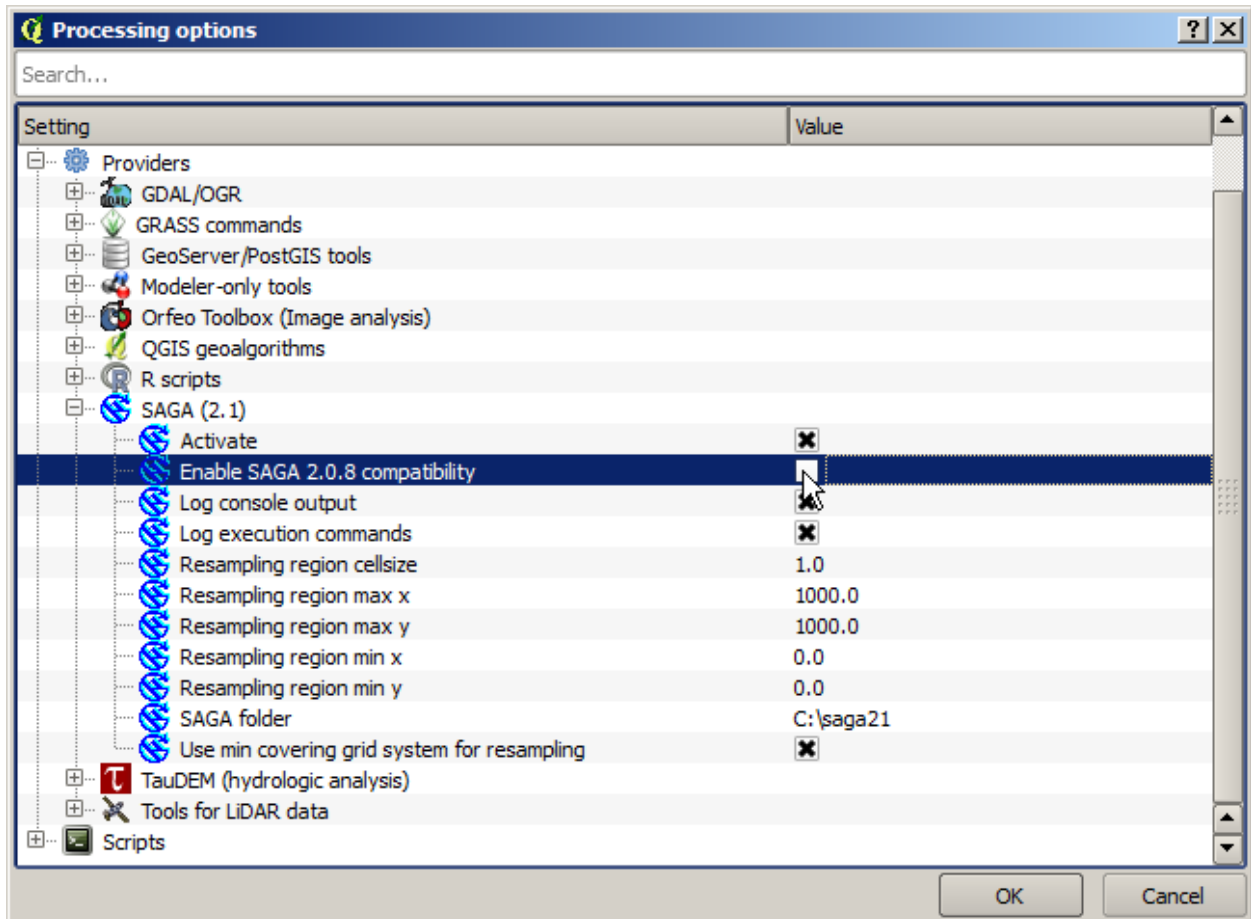 Processing options
Search...
Setting Value
Providers
GDAL/OGR
GRASS commands
GeoServer/PostGIS tools
Modeler-only tools
Orfeo Toolbox (Image analysis)
QGIS geoalgorithms
R scripts
SAGA (2.1)
Activate
Enable SAGA 2.0.8 compatibility
Log console output
Log execution commands
Resampling region cellsize 1.0
Resampling region max x 1000.0
Resampling region max y 1000.0
Resampling region min x 0.0
Resampling region min y 0.0
SAGA folder C:\saga21
Use min covering grid system for resampling
TauDEM (hydrologic analysis)
Tools for LiDAR data
Scripts
OK Cancel